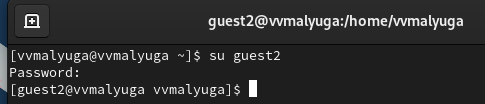 guest2@vvmalyuga:/home/vvmalyuga
[vvmalyuga@vvmalyuga ~]$ su guest2
Password:
[guest2@vvmalyuga vvmalyuga]$